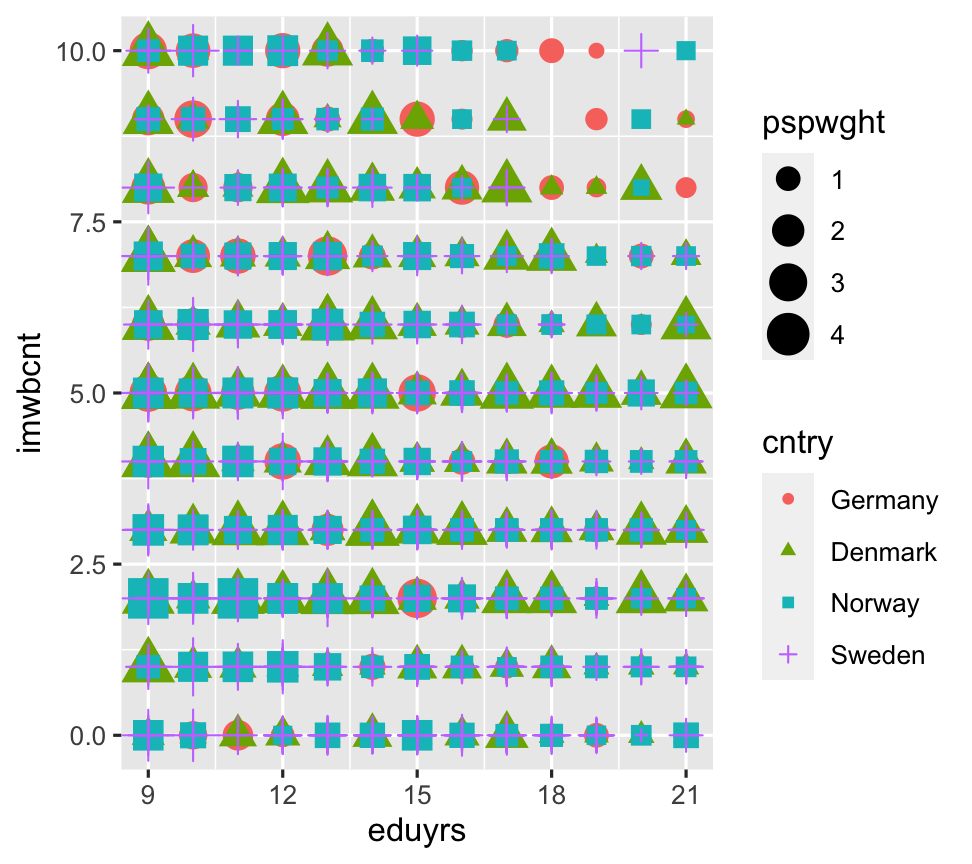 10.0
7.5
5.0
2.5
0.0
imwbcnt
9 12 15 18 21
eduyrs
pspwght
1
2
3
4
cntry
Germany
Denmark
Norway
Sweden